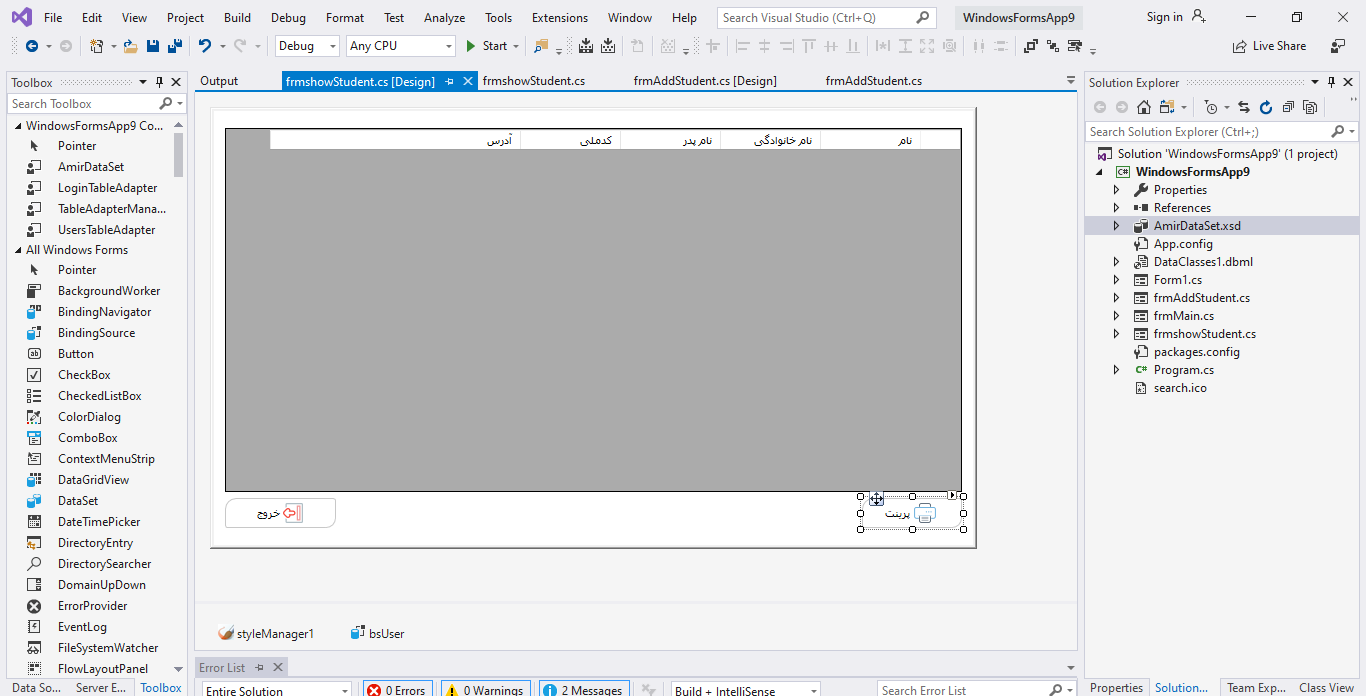 File Edit View Project Build Debug Format Test Analyze Tools Extensions Window Help Search Visual Studio (Ctrl+Q) WindowsFormsApp9 Sign in
Debug Any CPU Start Live Share
Toolbox
Search Toolbox
WindowsFormsApp9 Co...
Pointer
AmirDataSet
LoginTableAdapter
TableAdapterMana...
UsersTableAdapter
All Windows Forms
Pointer
BackgroundWorker
BindingNavigator
BindingSource
Button
CheckBox
CheckedListBox
ColorDialog
ComboBox
ContextMenuStrip
DataGridView
DataSet
DateTimePicker
DirectoryEntry
DirectorySearcher
DomainUpDown
ErrorProvider
EventLog
FileSystemWatcher
FlowLayoutPanel
Data So... Server E... Toolbox
Output frmshowStudent.cs [Design] frmshowStudent.cs frmAddStudent.cs [Design] frmAddStudent.cs
نام نام خانوادگی نام پدر کدملی آدرس
پرینت خروج
styleManager1 bsUser
Error List
Entire Solution 0 Errors 0 Warnings 2 Messages Build + IntelliSense Search Error List
Solution Explorer
Search Solution Explorer (Ctrl+;)
Solution 'WindowsFormsApp9' (1 project)
C# WindowsFormsApp9
Properties
References
AmirDataSet.xsd
App.config
DataClasses1.dbml
Form1.cs
frmAddStudent.cs
frmMain.cs
frmshowStudent.cs
packages.config
C# Program.cs
search.ico
Properties Solution... Team Exp... Class View